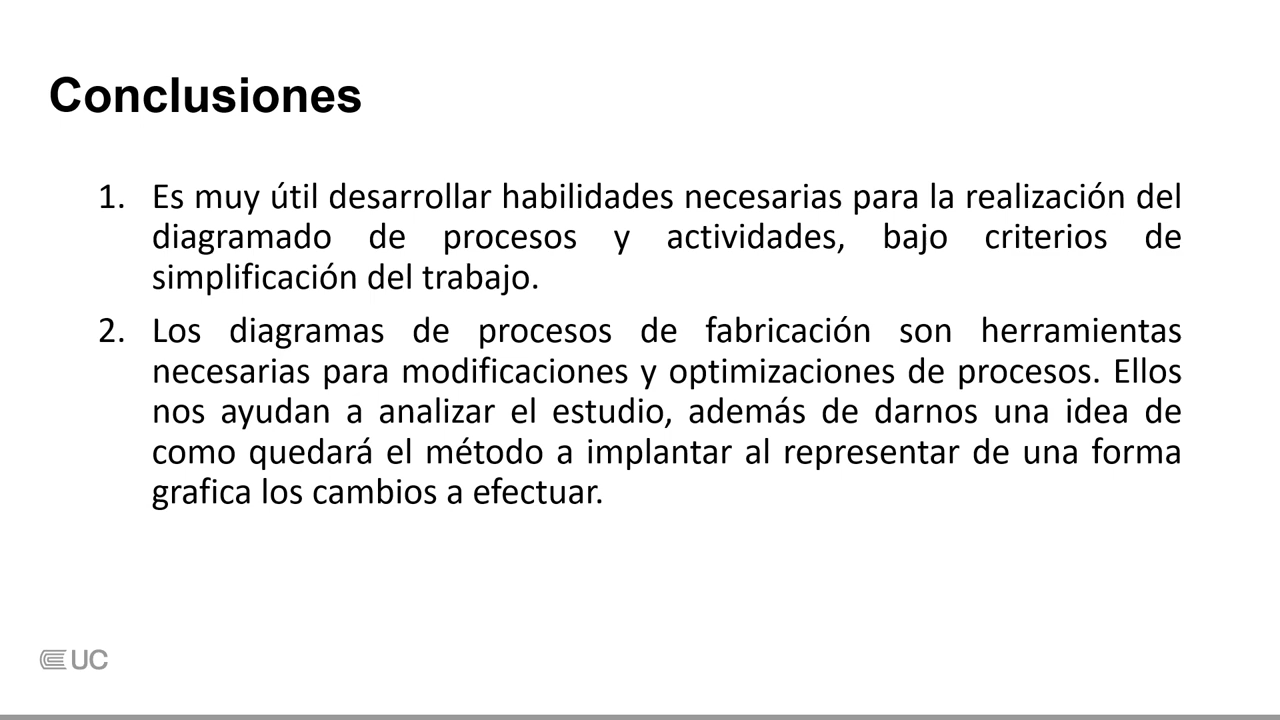 Conclusiones
1. Es muy útil desarrollar habilidades necesarias para la realización del
diagramado de procesos y actividades, bajo criterios de
simplificación del trabajo.
2. Los diagramas de procesos de fabricación son herramientas
necesarias para modificaciones y optimizaciones de procesos. Ellos
nos ayudan a analizar el estudio, además de darnos una idea de
como quedará el método a implantar al representar de una forma
grafica los cambios a efectuar.
UC